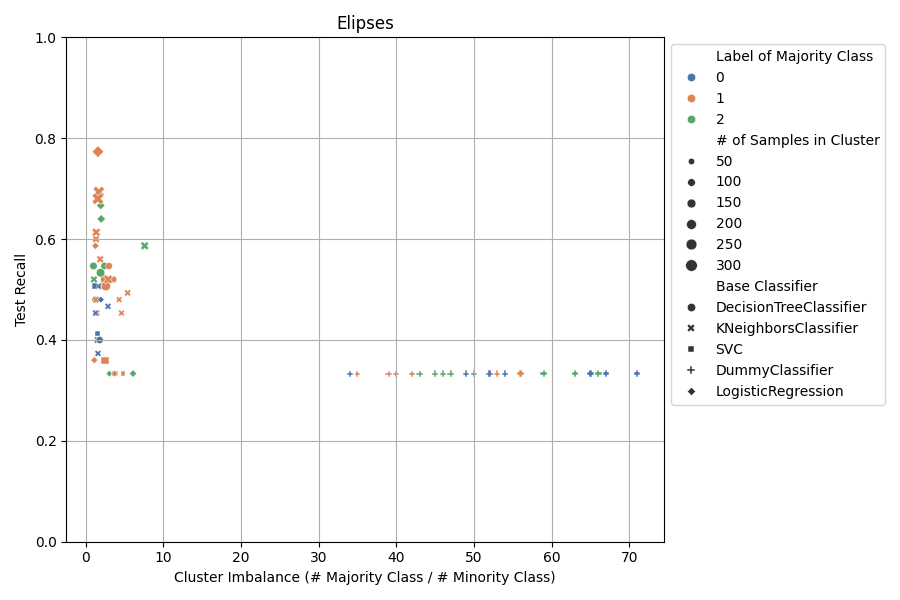 Elipses
Test Recall
1.0
0.8
0.6
0.4
0.2
0.0
0 10 20 30 40 50 60 70
Cluster Imbalance (# Majority Class / # Minority Class)
Label of Majority Class
0
1
2
# of Samples in Cluster
50
100
150
200
250
300
Base Classifier
DecisionTreeClassifier
KNeighborsClassifier
SVC
DummyClassifier
LogisticRegression